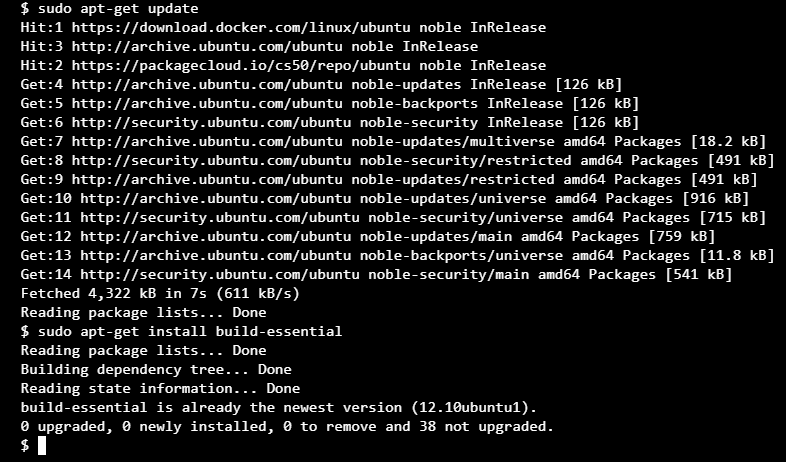 $ sudo apt-get update
Hit:1 https://download.docker.com/linux/ubuntu noble InRelease
Hit:3 http://archive.ubuntu.com/ubuntu noble InRelease
Hit:2 https://packagecloud.io/cs50/repo/ubuntu noble InRelease
Get:4 http://archive.ubuntu.com/ubuntu noble-updates InRelease [126 kB]
Get:5 http://archive.ubuntu.com/ubuntu noble-backports InRelease [126 kB]
Get:6 http://security.ubuntu.com/ubuntu noble-security InRelease [126 kB]
Get:7 http://archive.ubuntu.com/ubuntu noble-updates/multiverse amd64 Packages [18.2 kB]
Get:8 http://security.ubuntu.com/ubuntu noble-security/restricted amd64 Packages [491 kB]
Get:9 http://archive.ubuntu.com/ubuntu noble-updates/restricted amd64 Packages [491 kB]
Get:10 http://archive.ubuntu.com/ubuntu noble-updates/universe amd64 Packages [916 kB]
Get:11 http://security.ubuntu.com/ubuntu noble-security/universe amd64 Packages [715 kB]
Get:12 http://archive.ubuntu.com/ubuntu noble-updates/main amd64 Packages [759 kB]
Get:13 http://archive.ubuntu.com/ubuntu noble-backports/universe amd64 Packages [11.8 kB]
Get:14 http://security.ubuntu.com/ubuntu noble-security/main amd64 Packages [541 kB]
Fetched 4,322 kB in 7s (611 kB/s)
Reading package lists... Done
$ sudo apt-get install build-essential
Reading package lists... Done
Building dependency tree... Done
Reading state information... Done
build-essential is already the newest version (12.10ubuntu1).
0 upgraded, 0 newly installed, 0 to remove and 38 not upgraded.
$